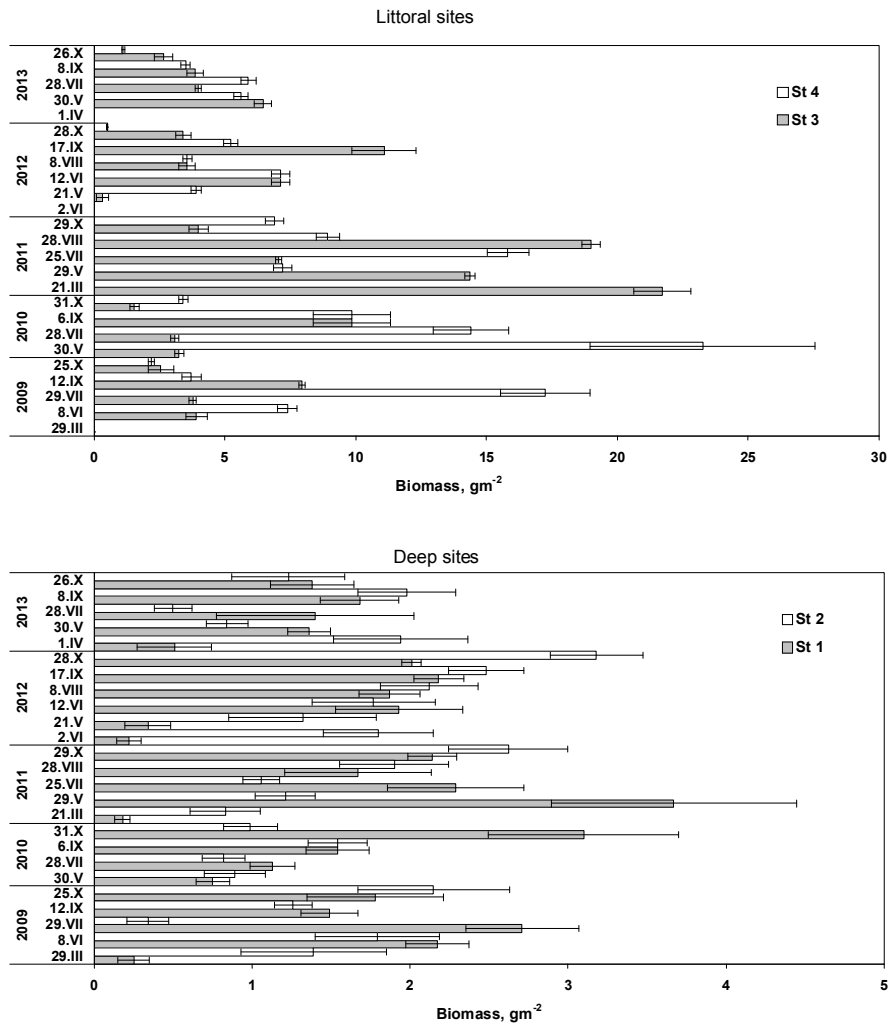 Littoral sites
2013
26.X
8.IX
28.VII
30.V
1.IV
2012
28.X
17.IX
8.VIII
12.VI
21.V
2.VI
2011
29.X
28.VIII
25.VII
29.V
21.III
2010
31.X
6.IX
28.VII
30.V
2009
25.X
12.IX
29.VII
8.VI
29.III
St 4
St 3
0 5 10 15 20 25 30
Biomass, gm-2
Deep sites
2013
26.X
8.IX
28.VII
30.V
1.IV
2012
28.X
17.IX
8.VIII
12.VI
21.V
2.VI
2011
29.X
28.VIII
25.VII
29.V
21.III
2010
31.X
6.IX
28.VII
30.V
2009
25.X
12.IX
29.VII
8.VI
29.III
St 2
St 1
0 1 2 3 4 5
Biomass, gm-2